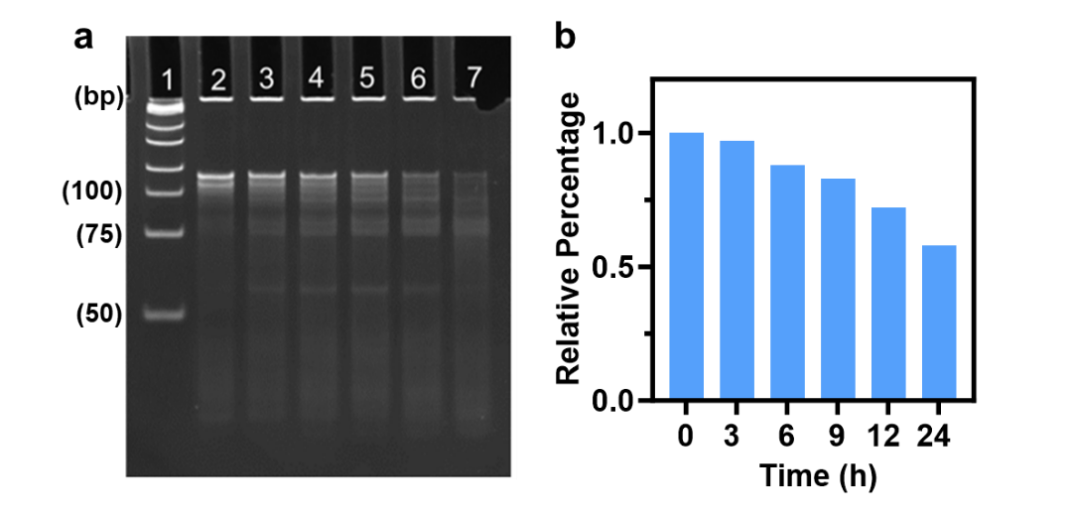 a
1 2 3 4 5 6 7
(bp)
(100)
(75)
(50)
b
Relative Percentage
1.0
0.5
0.0
0 3 6 9 12 24
Time (h)